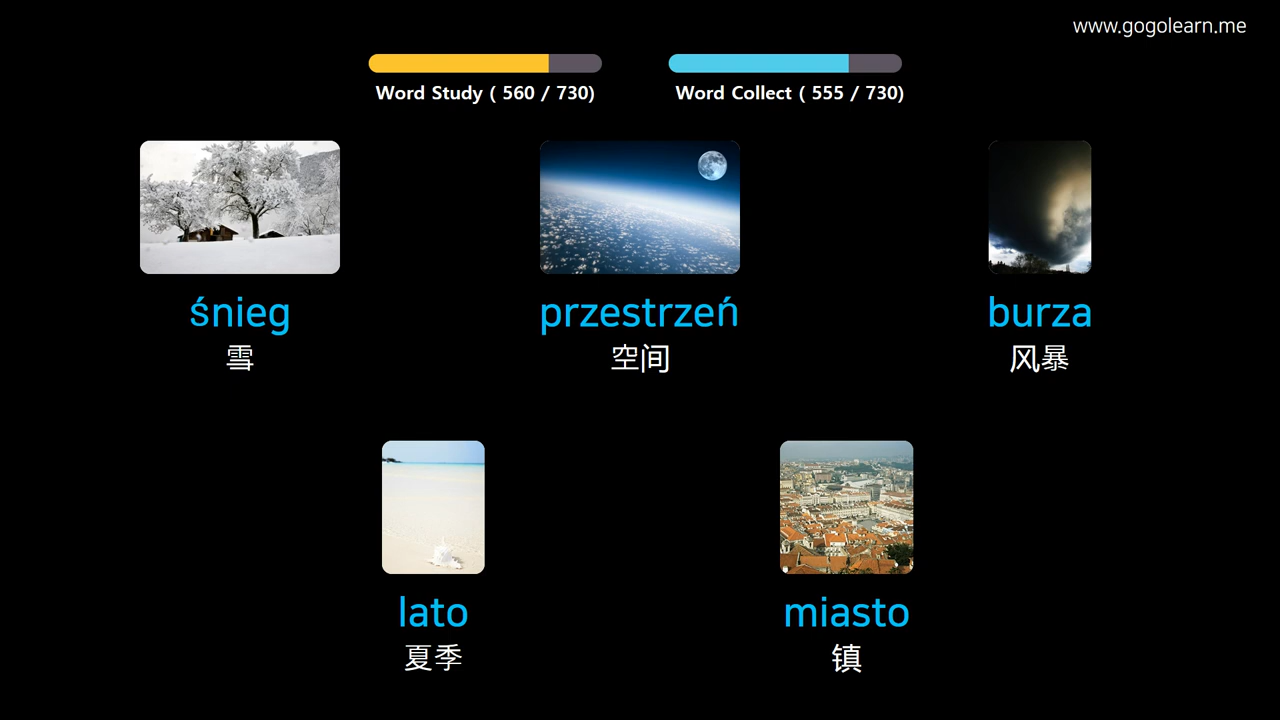 www.gogolearn.me
Word Study ( 560 / 730)
Word Collect ( 555 / 730)
śnieg
雪
przestrzeń
空间
burza
风暴
lato
夏季
miasto
镇